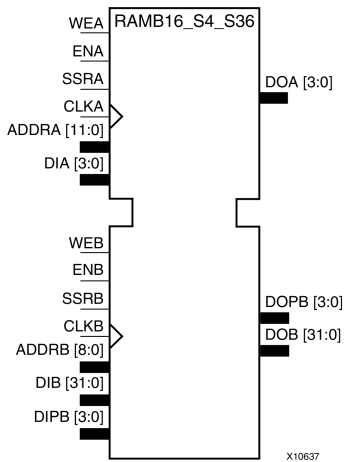 RAMB16_S4_S36
WEA
ENA
SSRA
CLKA
ADDRA [11:0]
DIA [3:0]
DOA [3:0]
WEB
ENB
SSRB
CLKB
ADDRB [8:0]
DIB [31:0]
DIPB [3:0]
DOPB [3:0]
DOB [31:0]
X10637